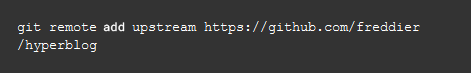 git remote add upstream https://github.com/freddier
/hyperblog